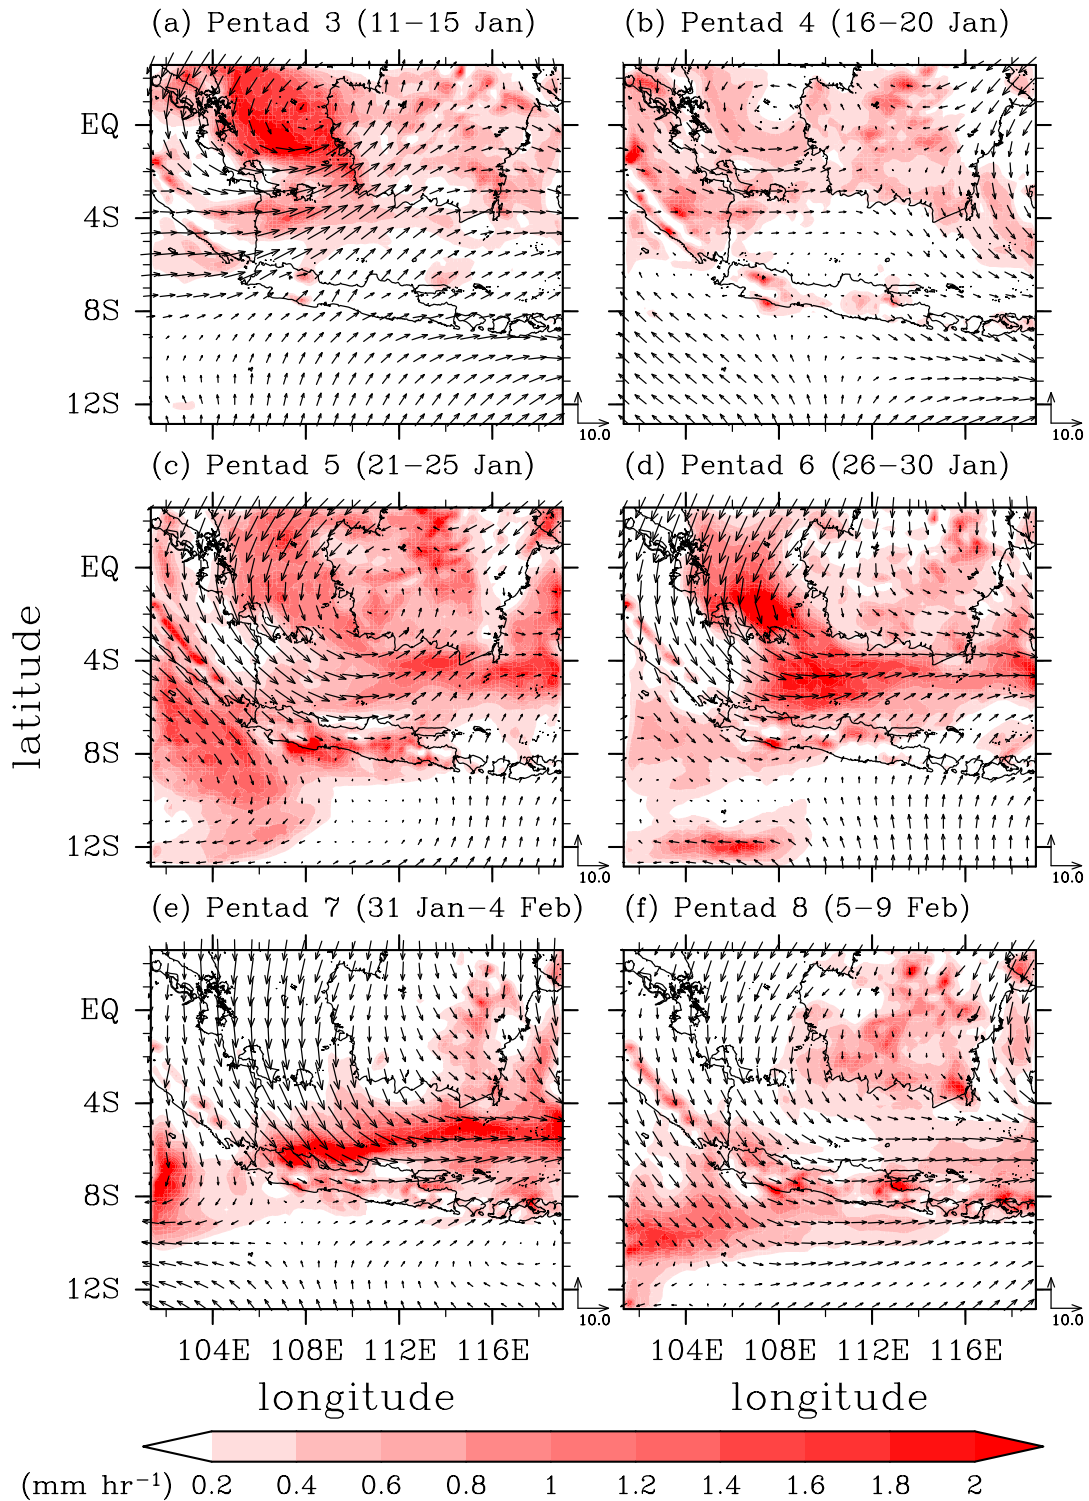 (a) Pentad 3 (11−15 Jan)
(b) Pentad 4 (16−20 Jan)
EQ
4S
8S
12S
10.0
10.0
(c) Pentad 5 (21−25 Jan)
(d) Pentad 6 (26−30 Jan)
EQ
4S
8S
12S
10.0
10.0
latitude
(e) Pentad 7 (31 Jan−4 Feb)
(f) Pentad 8 (5−9 Feb)
EQ
4S
8S
12S
10.0
10.0
104E 108E 112E 116E
104E 108E 112E 116E
longitude
longitude
(mm hr⁻¹) 0.2 0.4 0.6 0.8 1 1.2 1.4 1.6 1.8 2